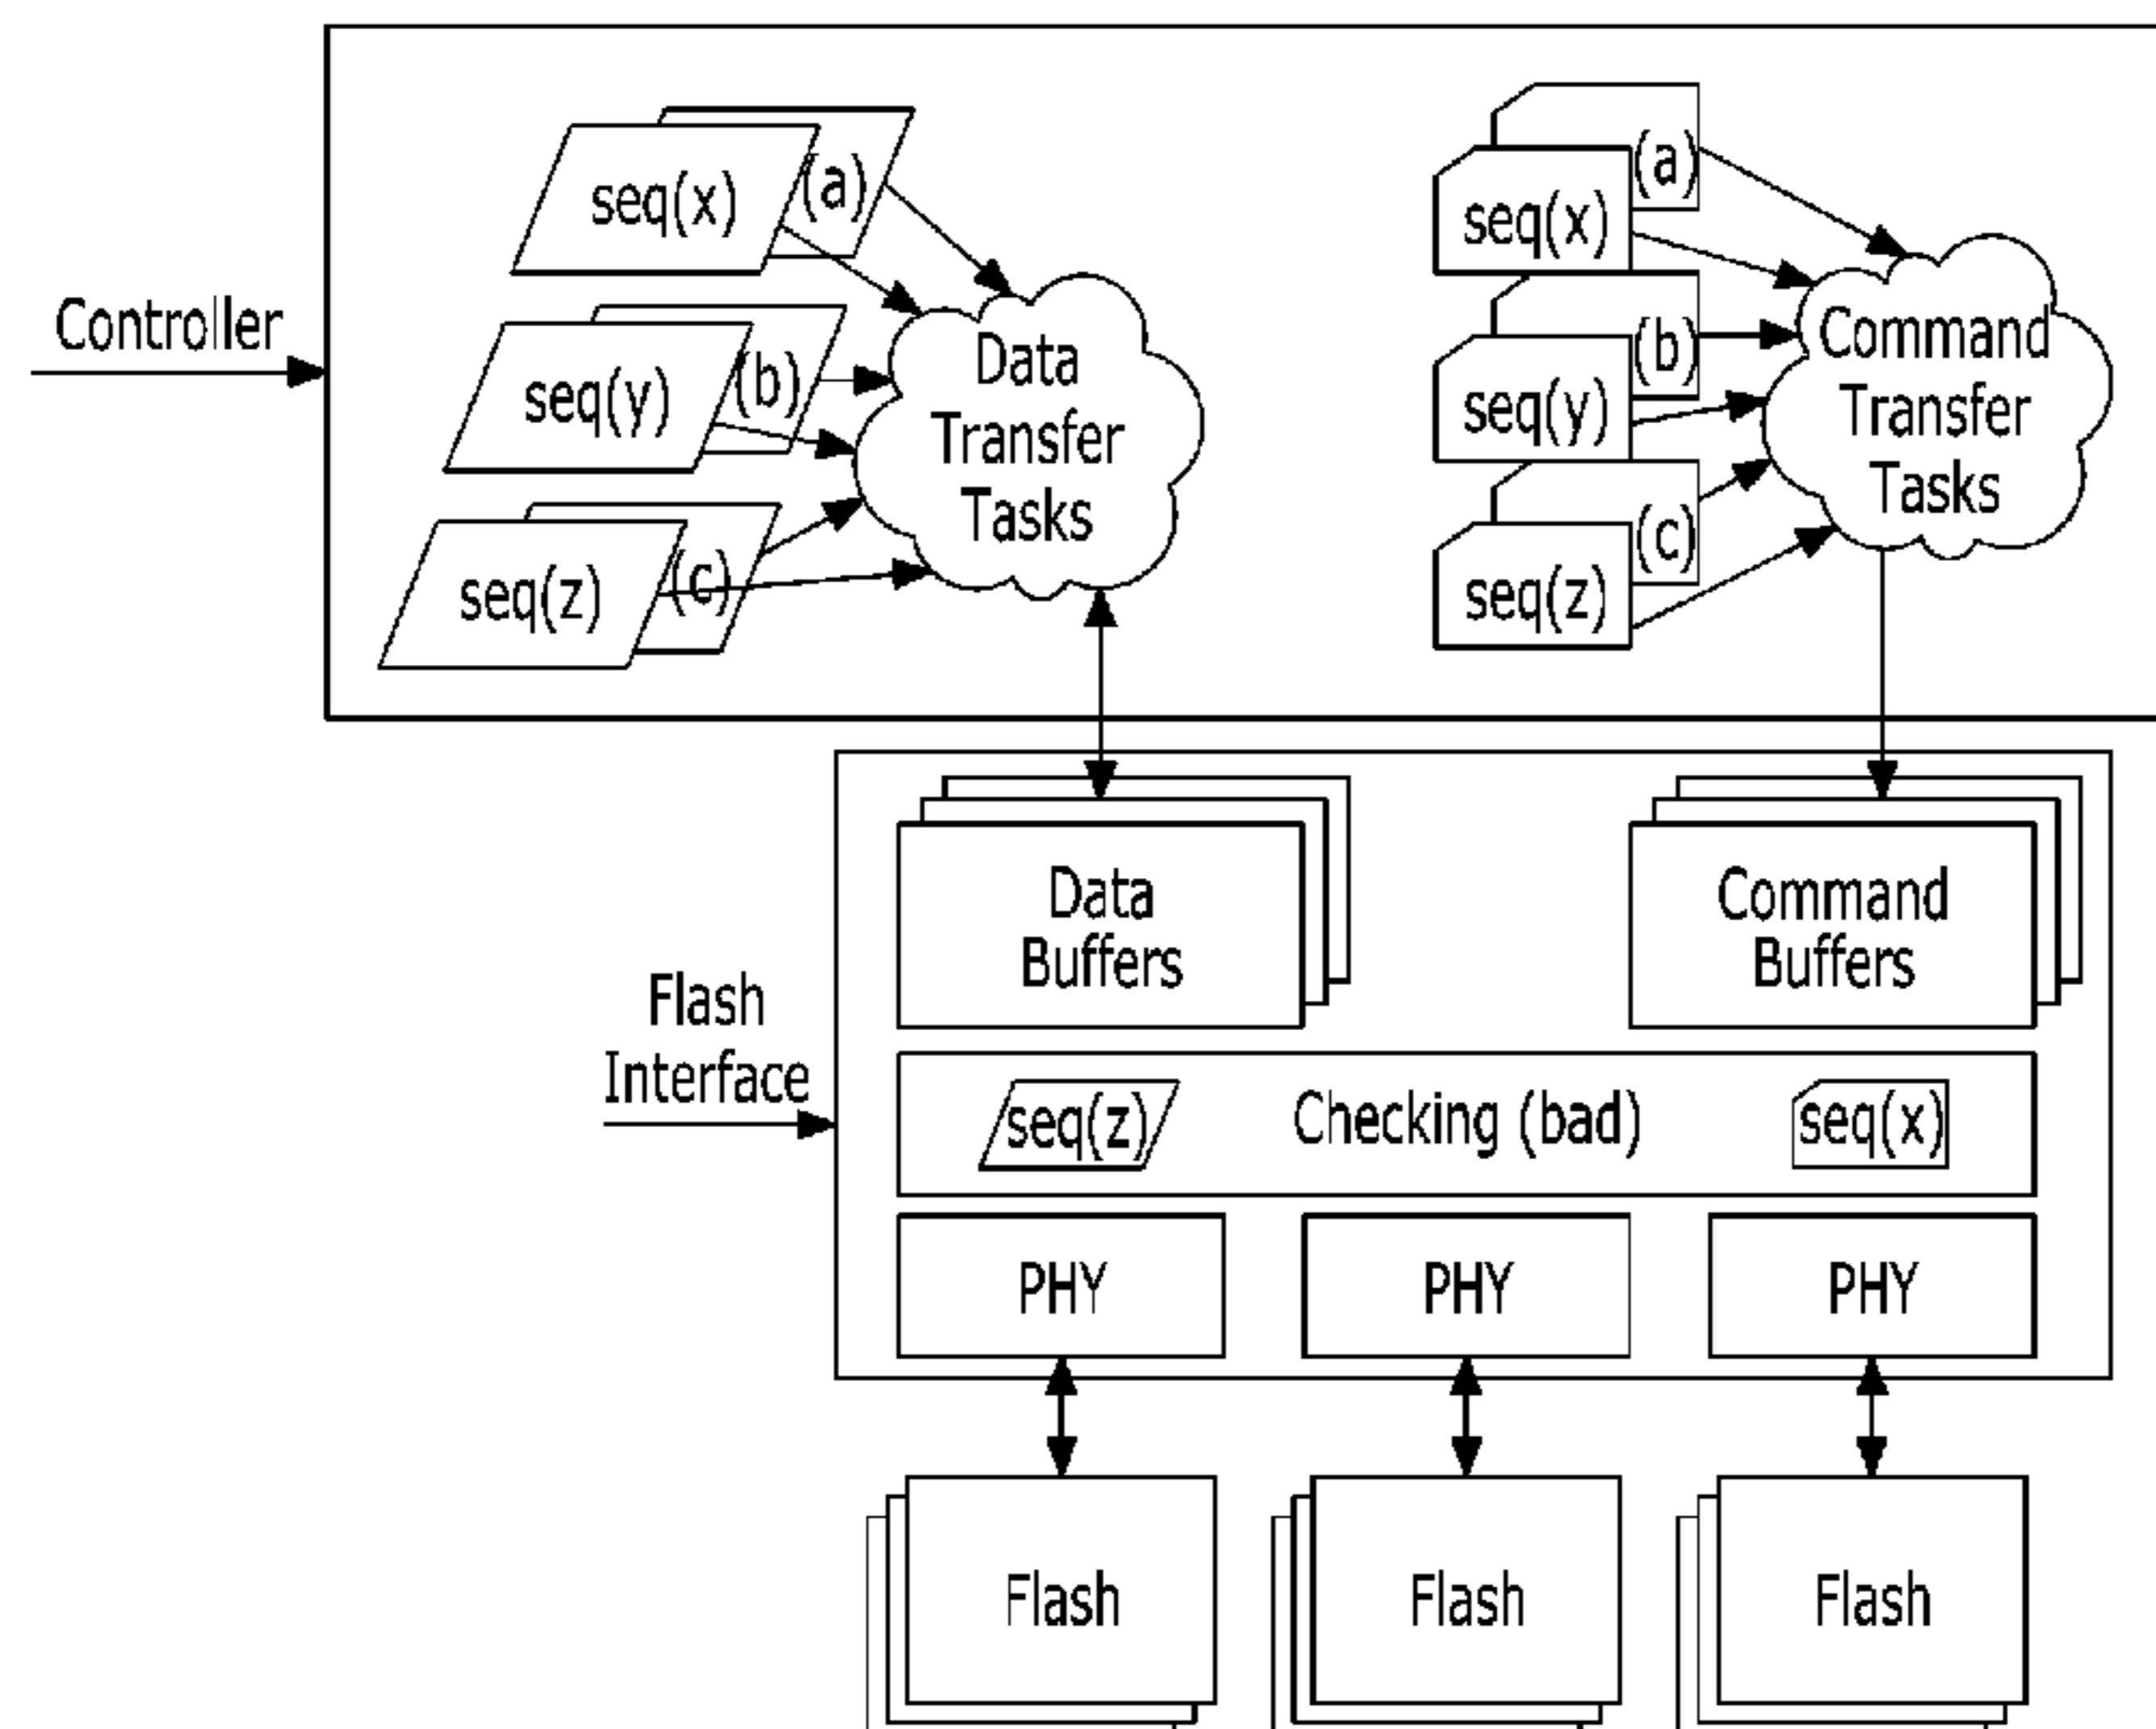 Controller
seq(x)
(a)
seq(y)
(b)
seq(z)
(c)
Data
Transfer
Tasks
(a)
seq(x)
(b)
seq(y)
(c)
seq(z)
Command
Transfer
Tasks
Flash
Interface
Data
Buffers
Command
Buffers
seq(z)
Checking (bad)
seq(x)
PHY
PHY
PHY
Flash
Flash
Flash